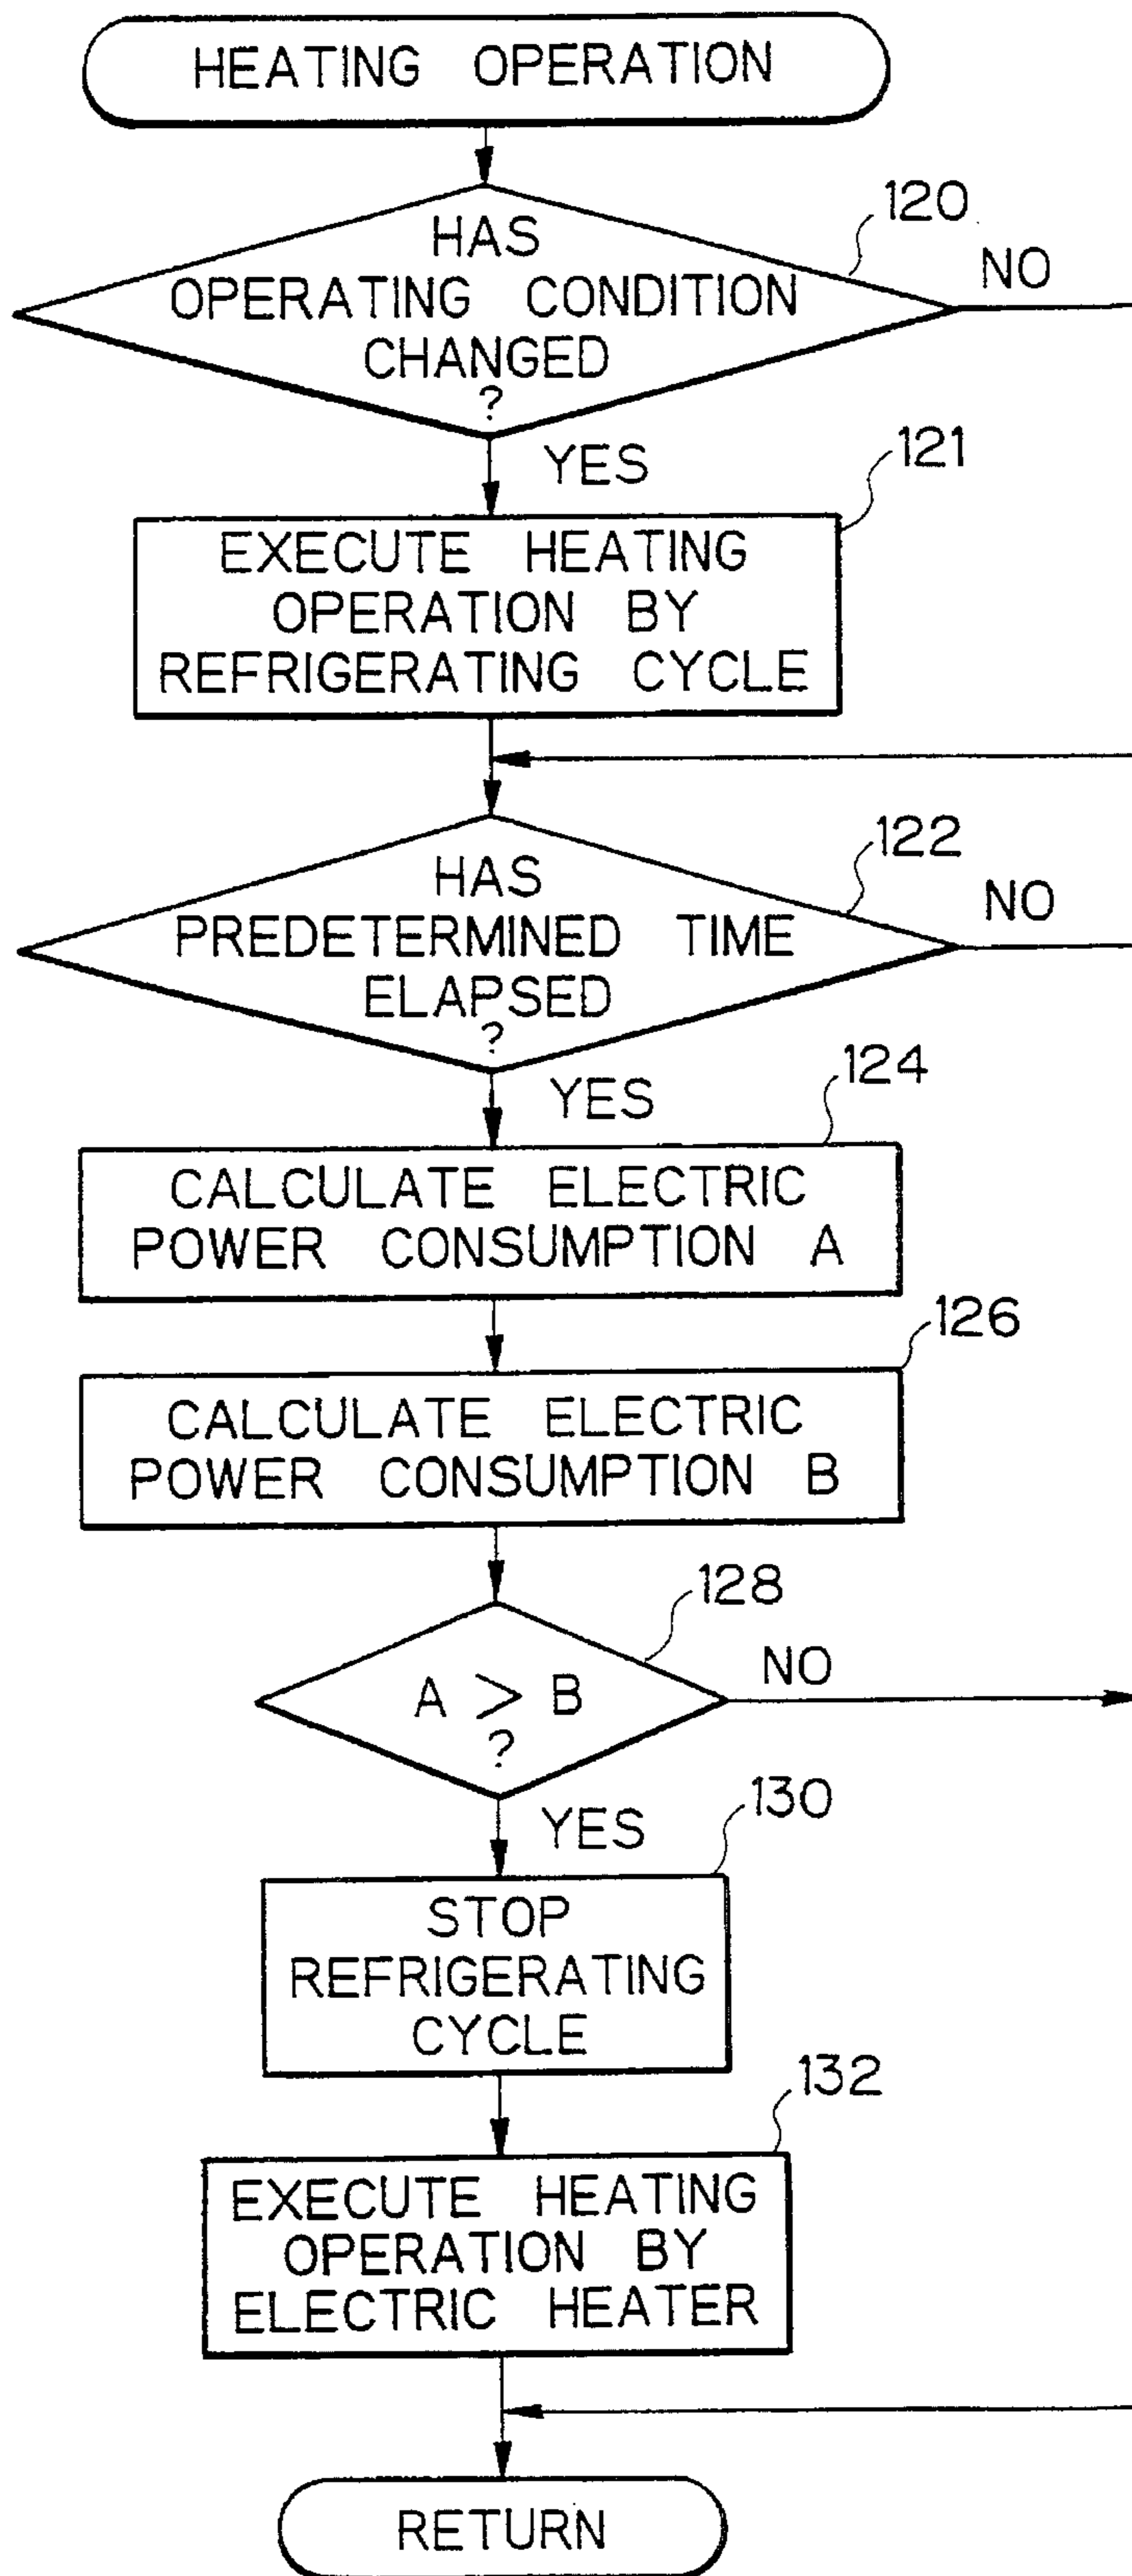 HEATING OPERATION
120
HAS
OPERATING CONDITION
CHANGED
?
NO
YES
121
EXECUTE HEATING
OPERATION BY
REFRIGERATING CYCLE
122
HAS
PREDETERMINED TIME
ELAPSED
?
NO
YES
124
CALCULATE ELECTRIC
POWER CONSUMPTION A
126
CALCULATE ELECTRIC
POWER CONSUMPTION B
128
A > B
?
NO
YES
130
STOP
REFRIGERATING
CYCLE
132
EXECUTE HEATING
OPERATION BY
ELECTRIC HEATER
RETURN